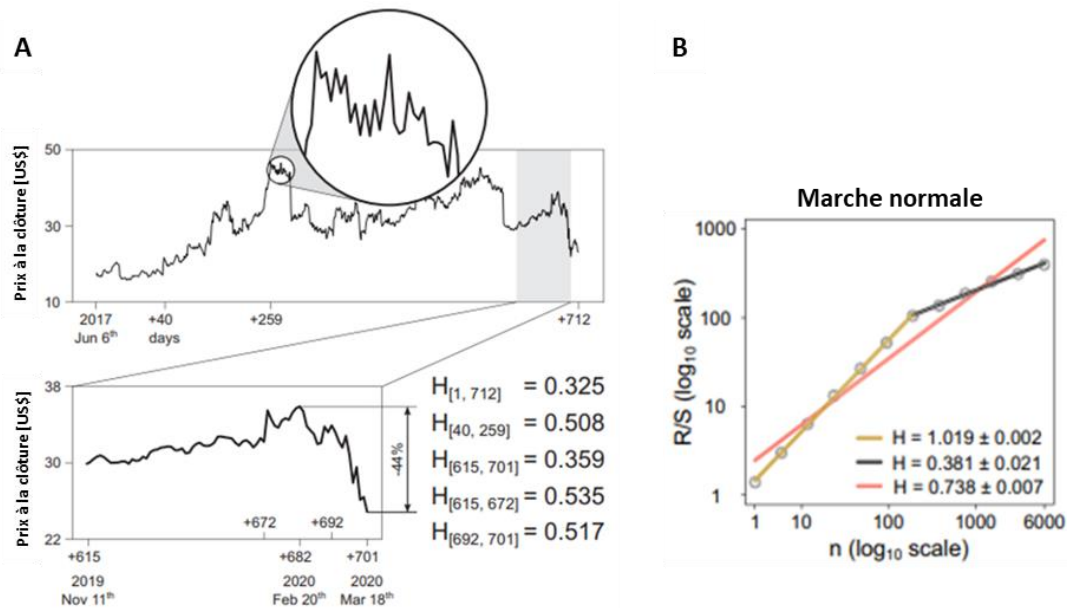 A
Prix à la clôture [US$]
50
30
10
2017
Jun 6th
+40
days
+259
+712
Prix à la clôture [US$]
38
30
22
+672
+692
-44%
+615
2019
Nov 11th
+682
2020
Feb 20th
+701
2020
Mar 18th
H[1, 712] = 0.325
H[40, 259] = 0.508
H[615, 701] = 0.359
H[615, 672] = 0.535
H[692, 701] = 0.517
B
Marche normale
R/S (log10 scale)
1000
100
10
1
H = 1.019 ± 0.002
H = 0.381 ± 0.021
H = 0.738 ± 0.007
1 10 100 1000 6000
n (log10 scale)